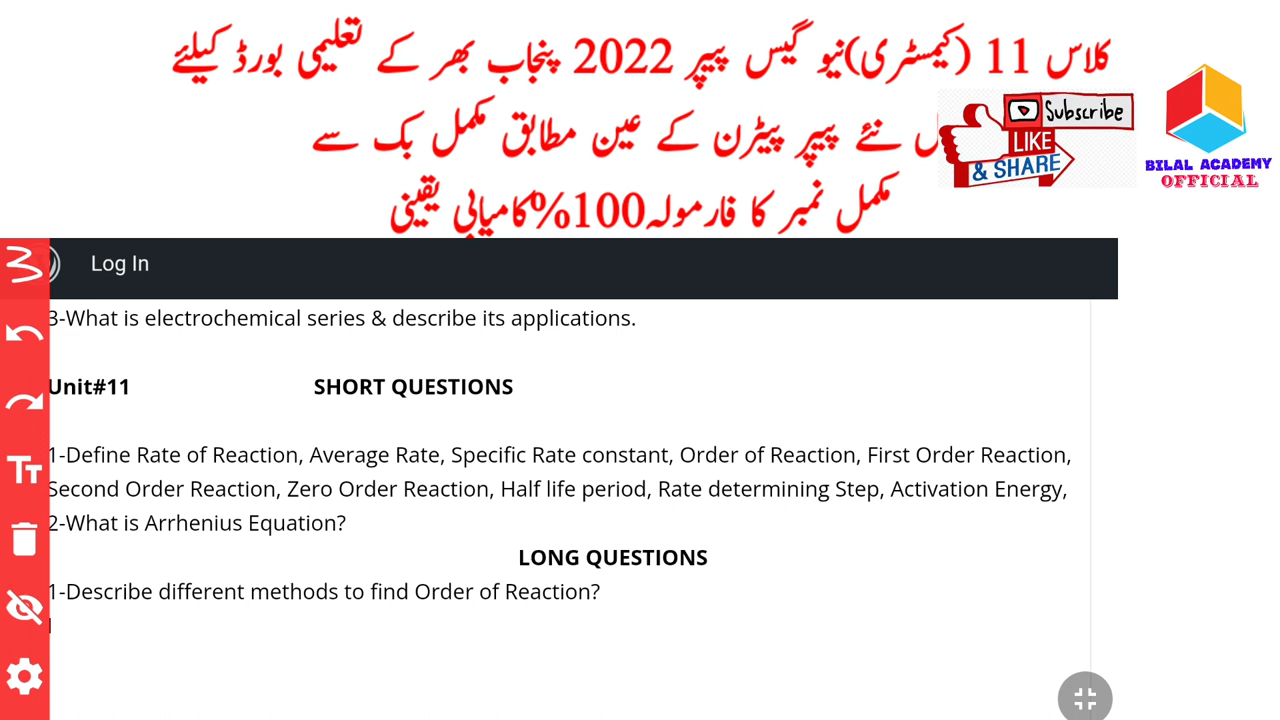 کلاس 11 (کیمسٹری)نیو گیس پیپر 2022 پنجاب بھر کے تعلیمی بورڈ کیلئے
نئے پیپر پیٹرن کے عین مطابق مکمل بک سے
مکمل نمبر کا فارمولہ100%کامیابی یقینی
Subscribe
LIKE
& SHARE
BILAL ACADEMY
OFFICIAL
Log In
3-What is electrochemical series & describe its applications.
Unit#11 SHORT QUESTIONS
1-Define Rate of Reaction, Average Rate, Specific Rate constant, Order of Reaction, First Order Reaction,
Second Order Reaction, Zero Order Reaction, Half life period, Rate determining Step, Activation Energy,
2-What is Arrhenius Equation?
LONG QUESTIONS
1-Describe different methods to find Order of Reaction?